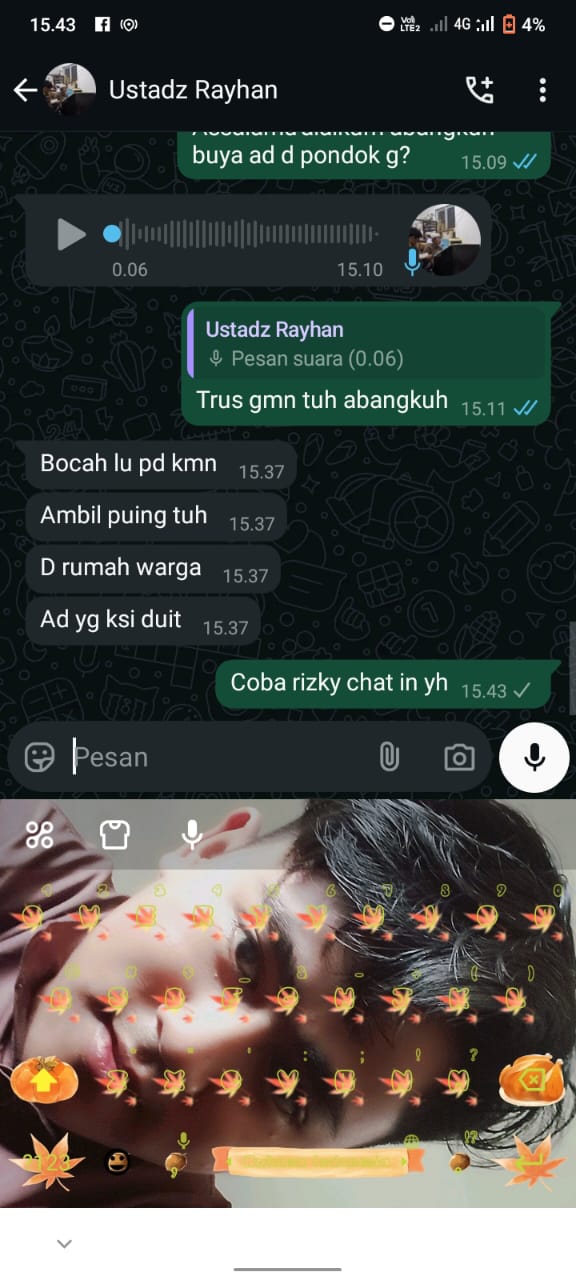 15.43 VoB LTE2 4G 4%
Ustadz Rayhan
buya ad d pondok g? 15.09
0.06 15.10
Ustadz Rayhan
Pesan suara (0.06)
Trus gmn tuh abangkuh 15.11
Bocah lu pd kmn 15.37
Ambil puing tuh 15.37
D rumah warga 15.37
Ad yg ksi duit 15.37
Coba rizky chat in yh 15.43
Pesan